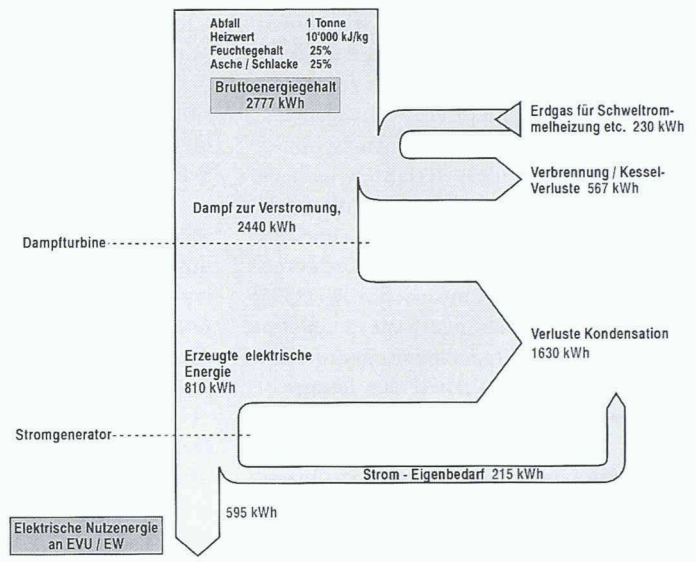 Abfall 1 Tonne
Heizwert 10'000 kJ/kg
Feuchtegehalt 25%
Asche / Schlacke 25%
Bruttoenergiegehalt
2777 kWh
Erdgas für Schweltrom-
melheizung etc. 230 kWh
Verbrennung / Kessel-
Verluste 567 kWh
Dampf zur Verstromung,
2440 kWh
Dampfturbine
Verluste Kondensation
1630 kWh
Erzeugte elektrische
Energie
810 kWh
Stromgenerator
Strom - Eigenbedarf 215 kWh
595 kWh
Elektrische Nutzenergie
an EVU / EW